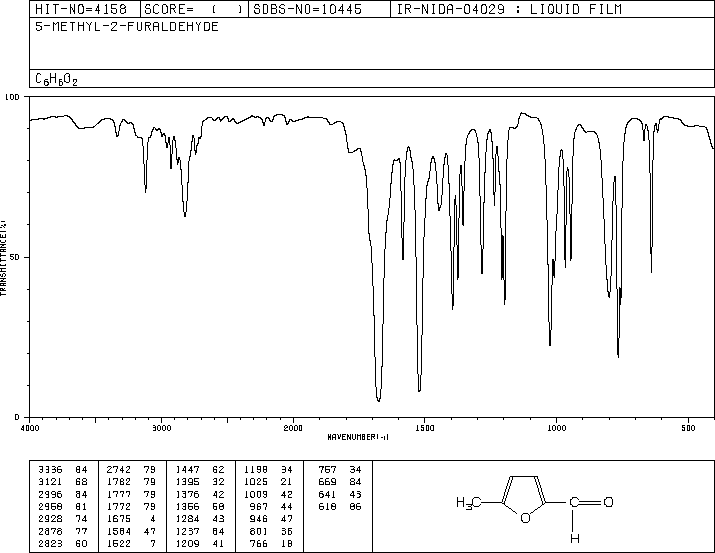 HIT-NO=4158 SCORE= ( ) SDBS-NO=10445 IR-NIDA-04029 : LIQUID FILM
5-METHYL-2-FURALDEHYDE
C6H6O2
100
50
0
TRANSMITTANCE(%)
4000 3000 2000 1500 1000 500
WAVENUMBER(-1)
3336 84 2742 79 1447 62 1198 34 757 34
3121 68 1782 79 1395 32 1025 21 669 84
2996 84 1777 79 1376 42 1009 42 641 43
2958 81 1772 79 1356 58 967 44 618 86
2928 74 1675 4 1284 43 946 47
2878 77 1584 47 1237 64 801 36
2823 60 1522 7 1209 41 766 18
H3C C O
O
H